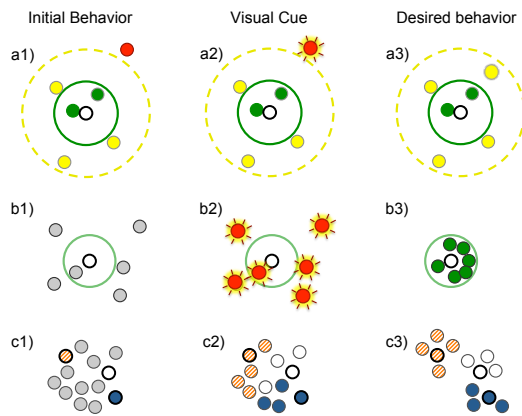 Initial Behavior Visual Cue Desired behavior
a1) a2) a3)
b1) b2) b3)
c1) c2) c3)